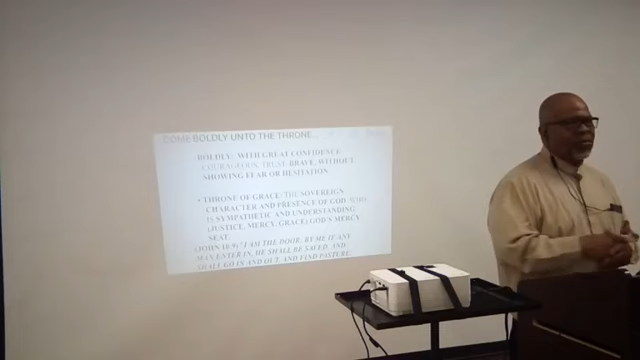 COME BOLDLY UNTO THE THRONE...
BOLDLY: WITH GREAT CONFIDENCE
COURAGEOUS, TRUST, BRAVE, WITHOUT
SHOWING FEAR OR HESITATION
• THRONE OF GRACE: THE SOVEREIGN
CHARACTER AND PRESENCE OF GOD WHO
IS SYMPATHETIC AND UNDERSTANDING
(JUSTICE, MERCY, GRACE) GOD'S MERCY
SEAT.
(JOHN 10:9) "I AM THE DOOR: BY ME IF ANY
MAN ENTER IN, HE SHALL BE SAVED, AND
SHALL GO IN AND OUT, AND FIND PASTURE.